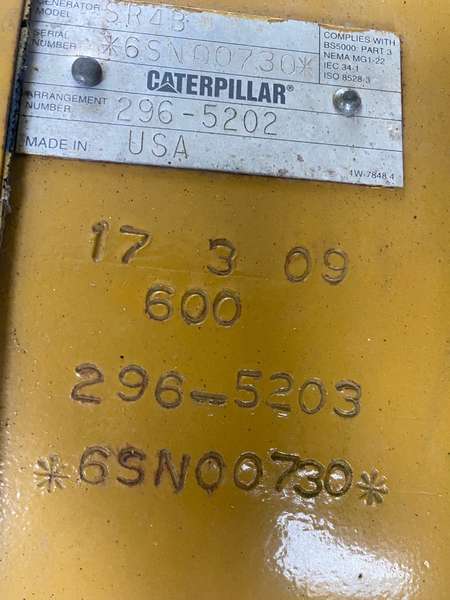 GENERATOR MODEL SR4B
SERIAL NUMBER *6SN00730*
COMPLIES WITH
BS5000: PART 3
NEMA MG1-22
IEC 34-1
ISO 8528-3
CATERPILLAR®
ARRANGEMENT NUMBER 296-5202
MADE IN USA
1W-7848 4
17 3 09
600
296-5203
*6SN00730*